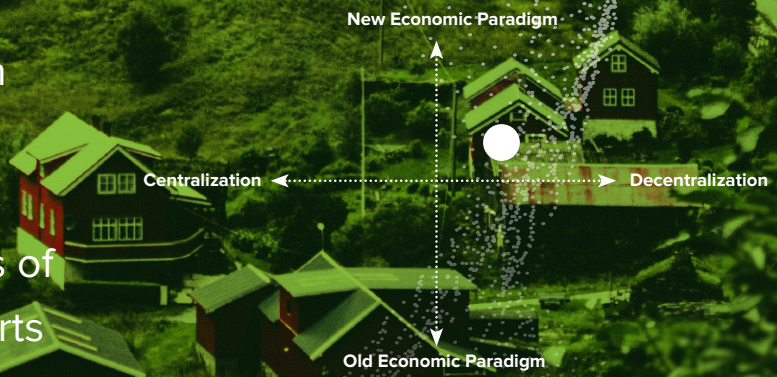 New Economic Paradigm
Centralization
Decentralization
s of
rts
Old Economic Paradigm